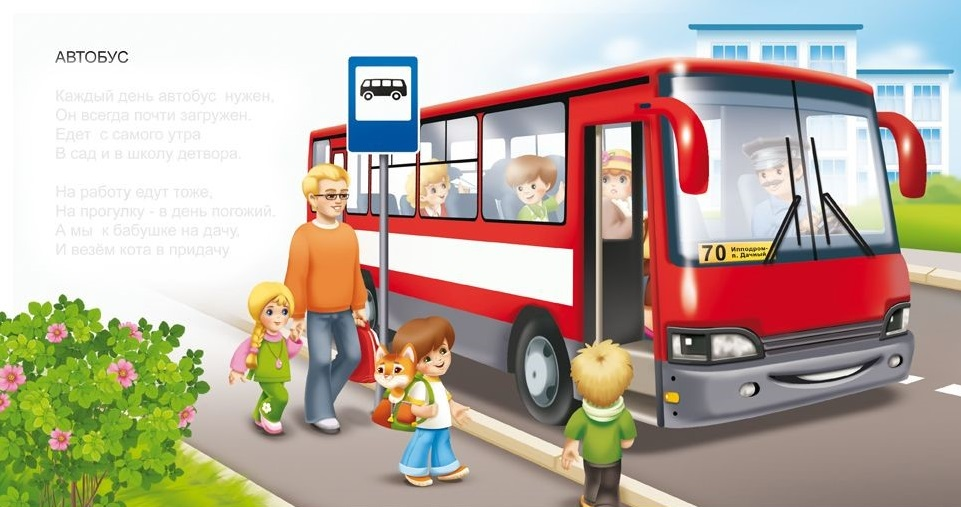 АВТОБУС
Каждый день автобус нужен,
Он всегда почти загружен.
Едет с самого утра
В сад и в школу детвора.
На работу едут тоже,
На прогулку - в день погожий,
А мы к бабушке на дачу,
И везём кота в придачу
70 Ипподром-
п. Дачный